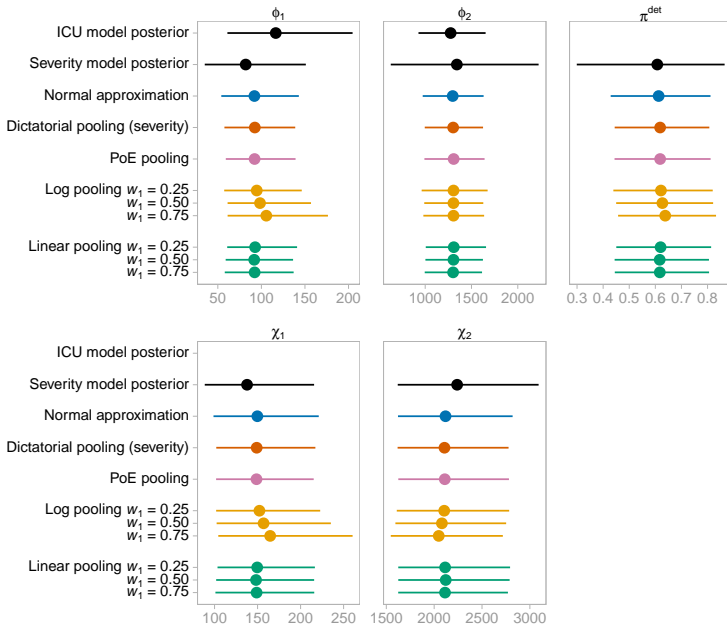 ϕ1 ϕ2 π^det
ICU model posterior
Severity model posterior
Normal approximation
Dictatorial pooling (severity)
PoE pooling
Log pooling w1 = 0.25
w1 = 0.50
w1 = 0.75
Linear pooling w1 = 0.25
w1 = 0.50
w1 = 0.75
50 100 150 200 1000 1500 2000 0.3 0.4 0.5 0.6 0.7 0.8
χ1 χ2
ICU model posterior
Severity model posterior
Normal approximation
Dictatorial pooling (severity)
PoE pooling
Log pooling w1 = 0.25
w1 = 0.50
w1 = 0.75
Linear pooling w1 = 0.25
w1 = 0.50
w1 = 0.75
100 150 200 250 1500 2000 2500 3000